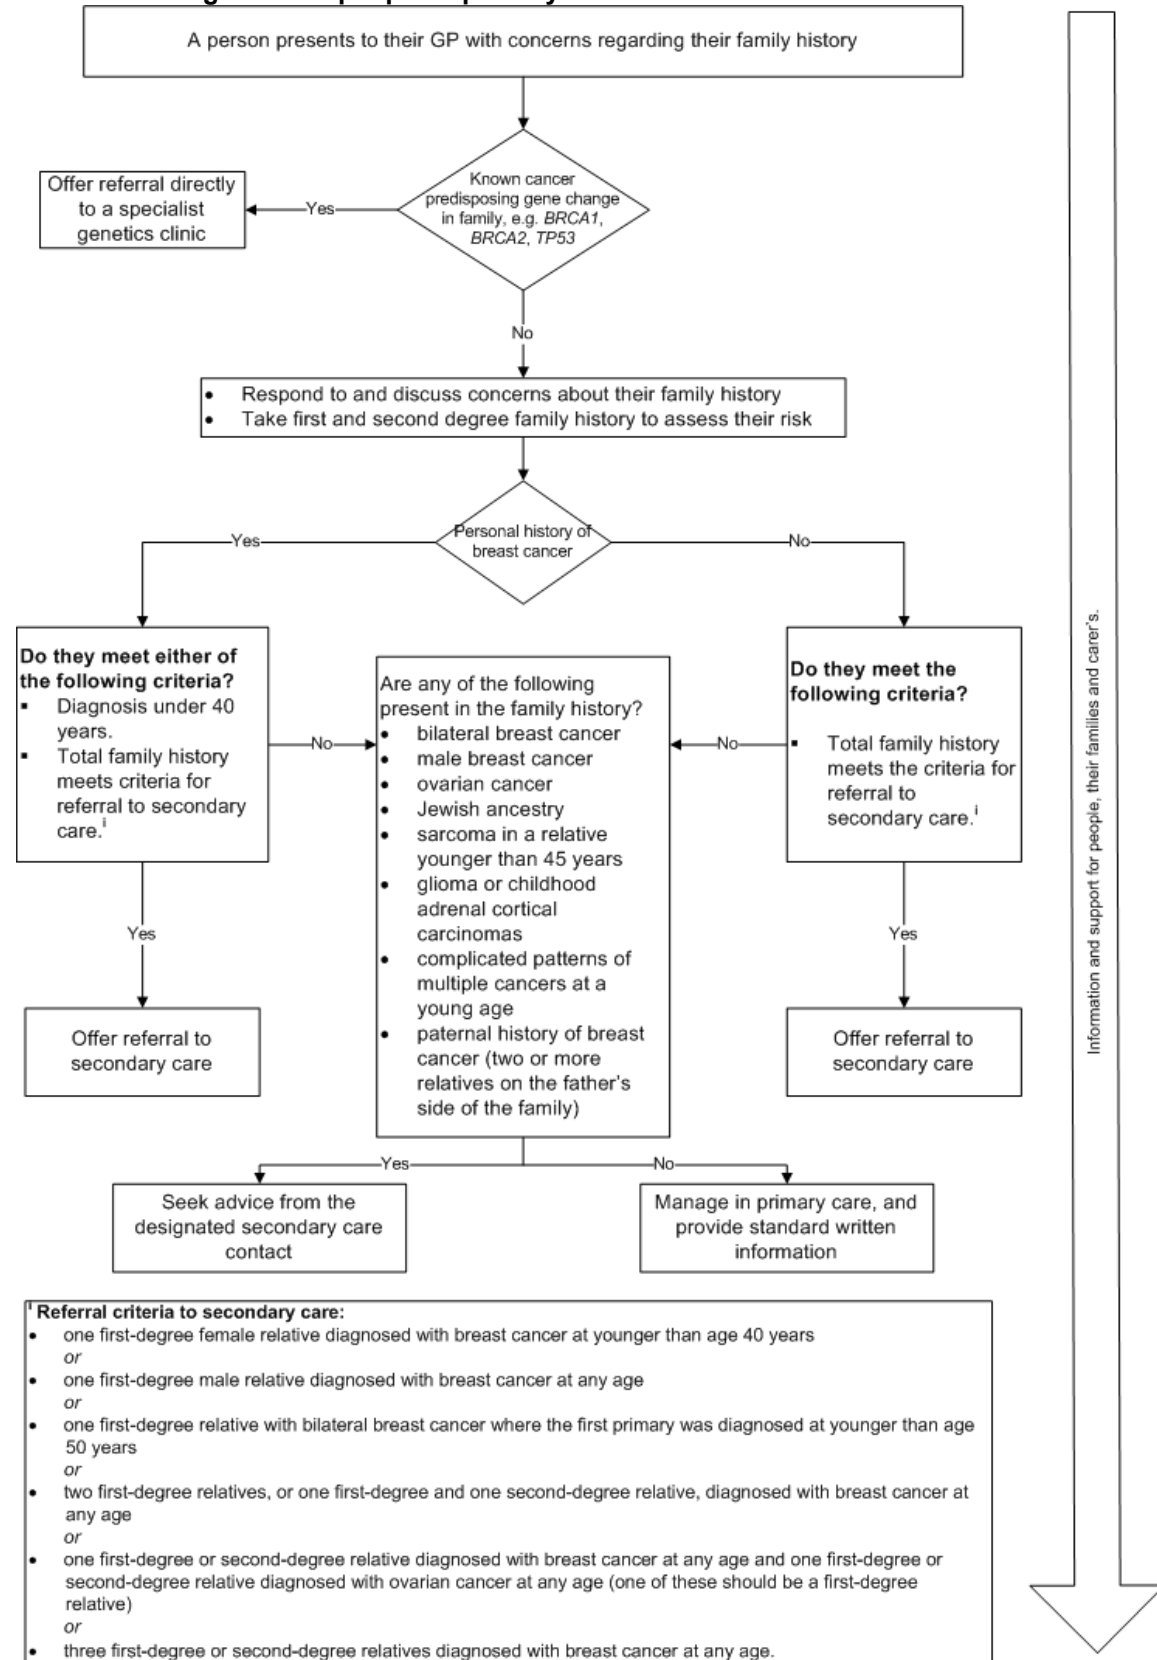 A person presents to their GP with concerns regarding their family history
Known cancer
predisposing gene change
in family, e.g. BRCA1,
BRCA2, TP53
Yes
Offer referral directly
to a specialist
genetics clinic
No
• Respond to and discuss concerns about their family history
• Take first and second degree family history to assess their risk
Personal history of
breast cancer
Yes
No
Do they meet either of
the following criteria?
▪ Diagnosis under 40
years.
▪ Total family history
meets criteria for
referral to secondary
care.i
No
Are any of the following
present in the family history?
• bilateral breast cancer
• male breast cancer
• ovarian cancer
• Jewish ancestry
• sarcoma in a relative
younger than 45 years
• glioma or childhood
adrenal cortical
carcinomas
• complicated patterns of
multiple cancers at a
young age
• paternal history of breast
cancer (two or more
relatives on the father's
side of the family)
No
Do they meet the
following criteria?
▪ Total family history
meets the criteria for
referral to
secondary care.i
Yes
Yes
Offer referral to
secondary care
Offer referral to
secondary care
Yes
No
Seek advice from the
designated secondary care
contact
Manage in primary care, and
provide standard written
information
Information and support for people, their families and carer's.
i Referral criteria to secondary care:
• one first-degree female relative diagnosed with breast cancer at younger than age 40 years
or
• one first-degree male relative diagnosed with breast cancer at any age
or
• one first-degree relative with bilateral breast cancer where the first primary was diagnosed at younger than age
50 years
or
• two first-degree relatives, or one first-degree and one second-degree relative, diagnosed with breast cancer at
any age
or
• one first-degree or second-degree relative diagnosed with breast cancer at any age and one first-degree or
second-degree relative diagnosed with ovarian cancer at any age (one of these should be a first-degree
relative)
or
• three first-degree or second-degree relatives diagnosed with breast cancer at any age.